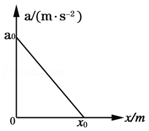 a/(m·s⁻²)
a₀
0
x₀
x/m